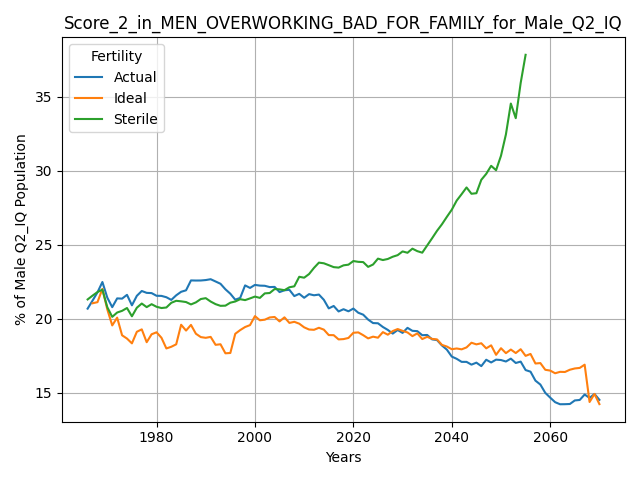 Score_2_in_MEN_OVERWORKING_BAD_FOR_FAMILY_for_Male_Q2_IQ
Fertility
Actual
Ideal
Sterile
% of Male Q2_IQ Population
35
30
25
20
15
1980
2000
2020
2040
2060
Years